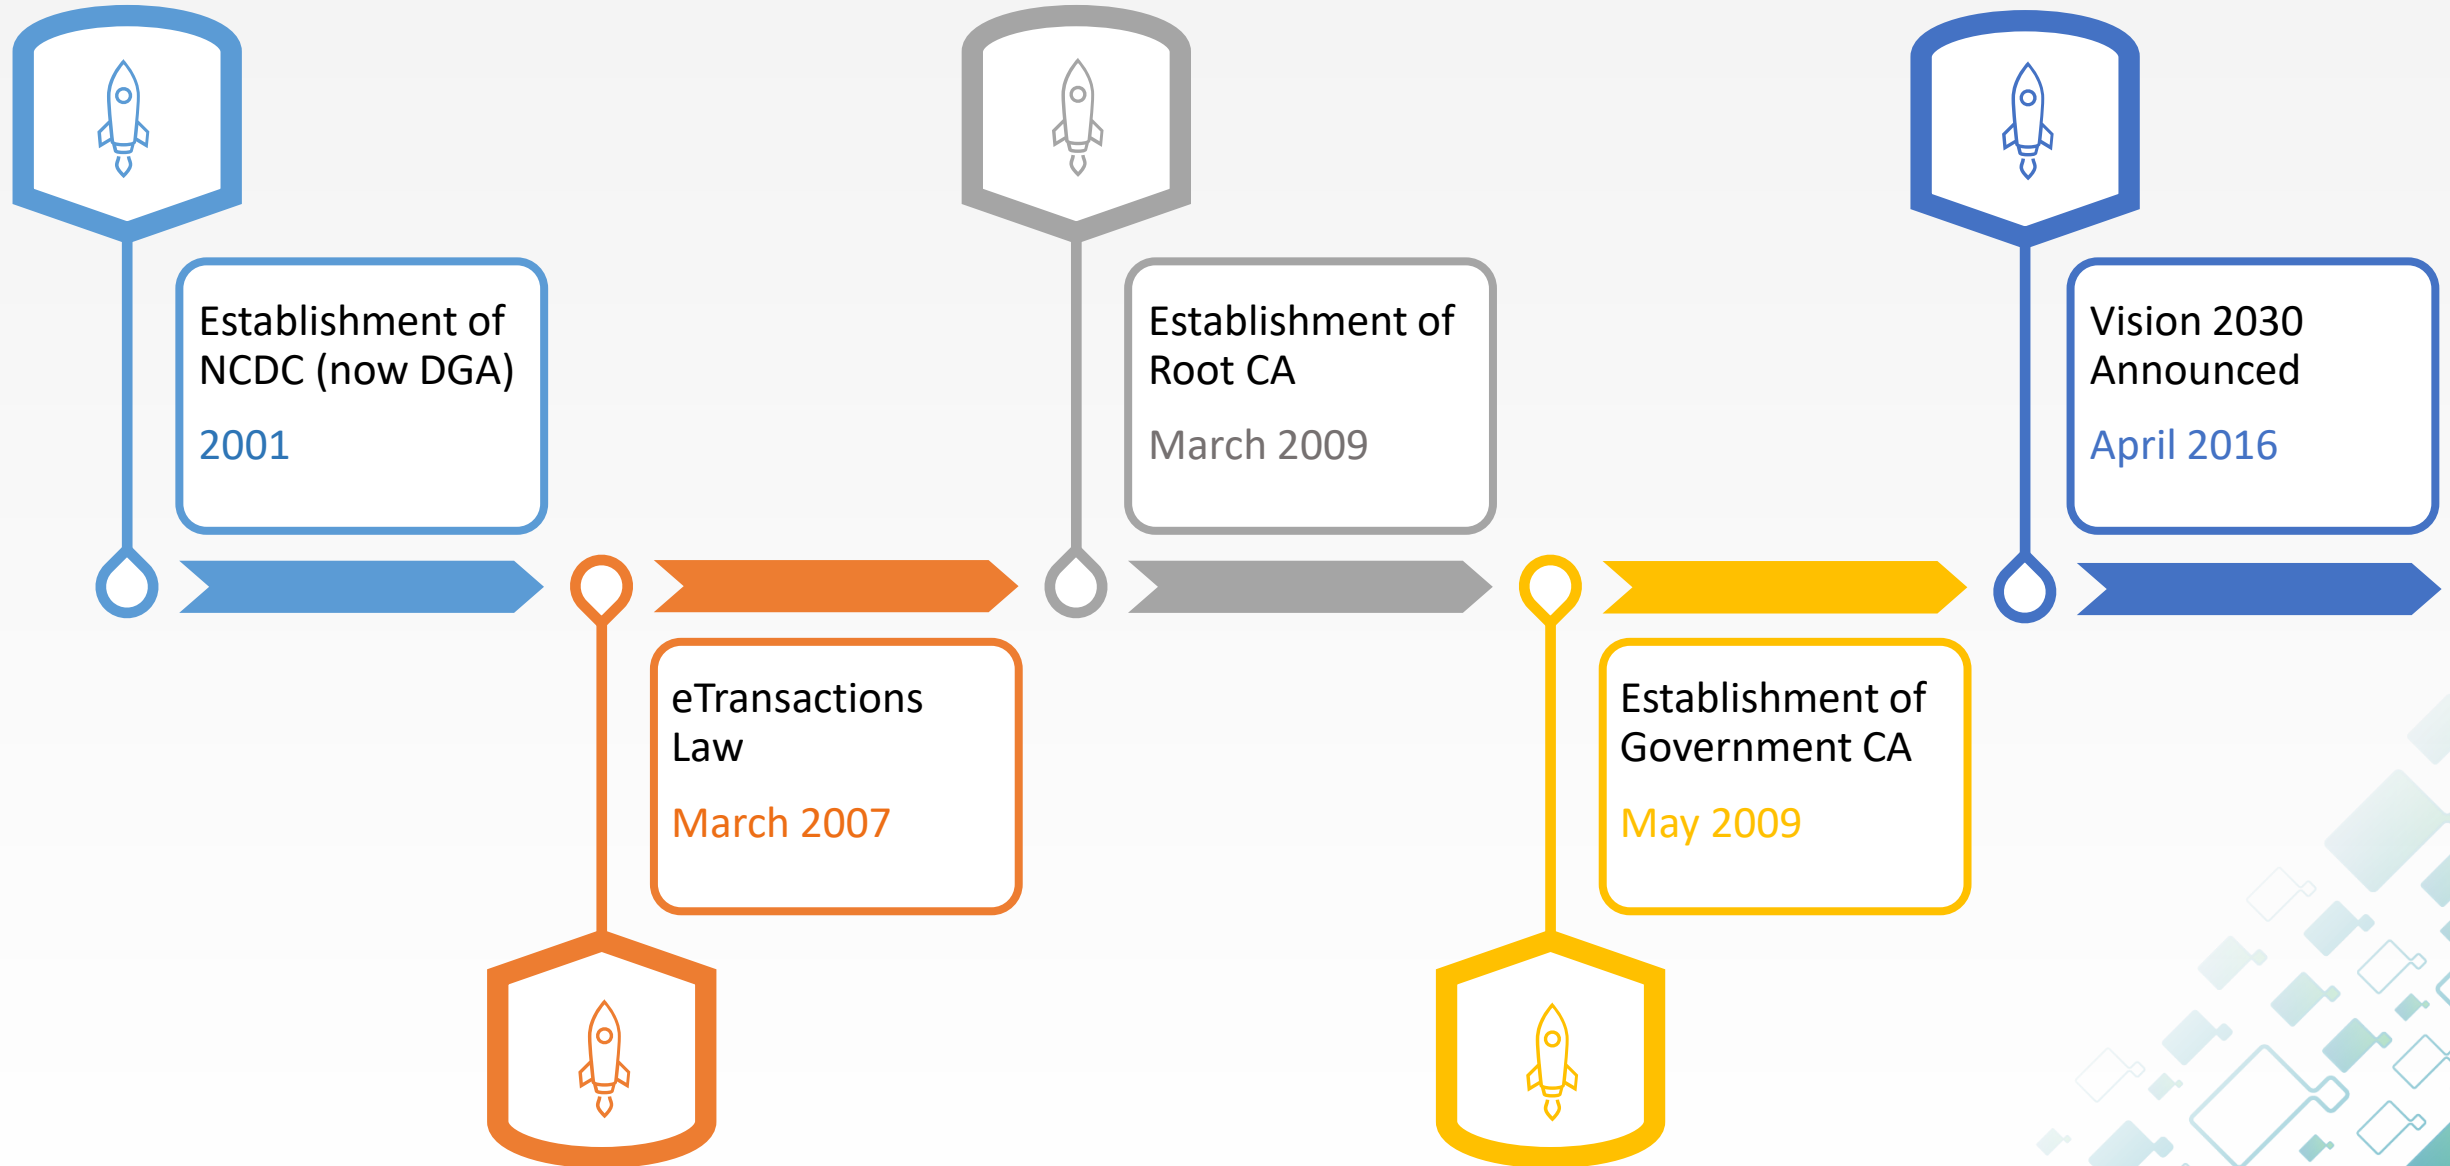 Establishment of
NCDC (now DGA)
2001
eTransactions
Law
March 2007
Establishment of
Root CA
March 2009
Establishment of
Government CA
May 2009
Vision 2030
Announced
April 2016